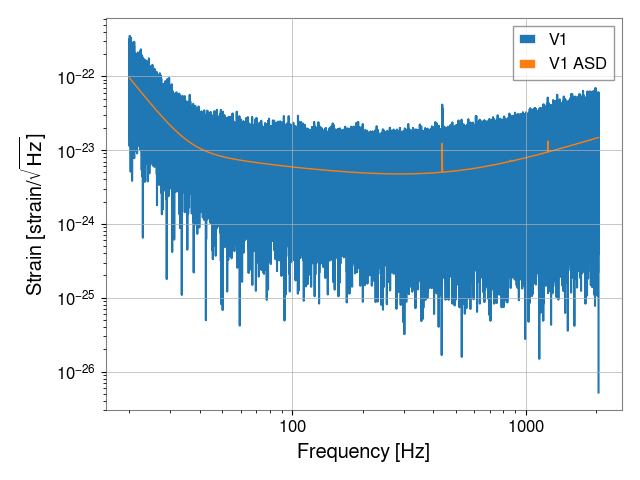 V1
V1 ASD
10⁻²²
10⁻²³
10⁻²⁴
10⁻²⁵
10⁻²⁶
Strain [strain/√Hz]
100
1000
Frequency [Hz]